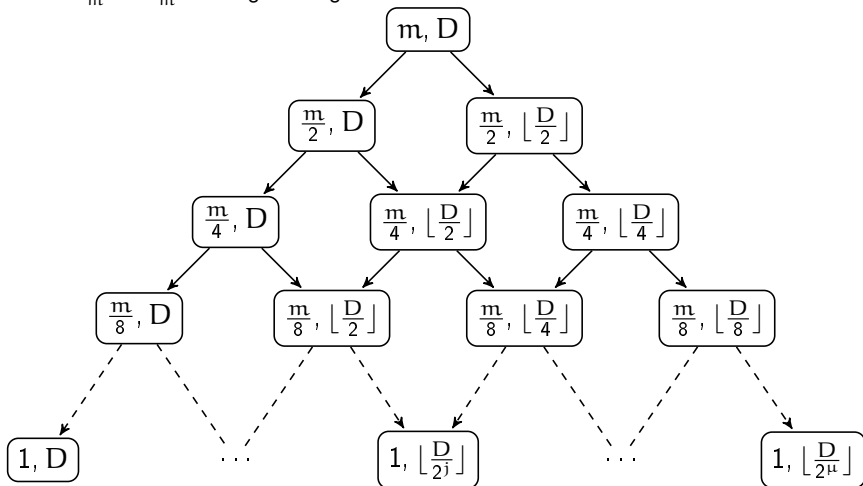 m, D
m/2, D m/2, ⌊D/2⌋
m/4, D m/4, ⌊D/2⌋ m/4, ⌊D/4⌋
m/8, D m/8, ⌊D/2⌋ m/8, ⌊D/4⌋ m/8, ⌊D/8⌋
1, D ... 1, ⌊D/2^j⌋ ... 1, ⌊D/2^μ⌋